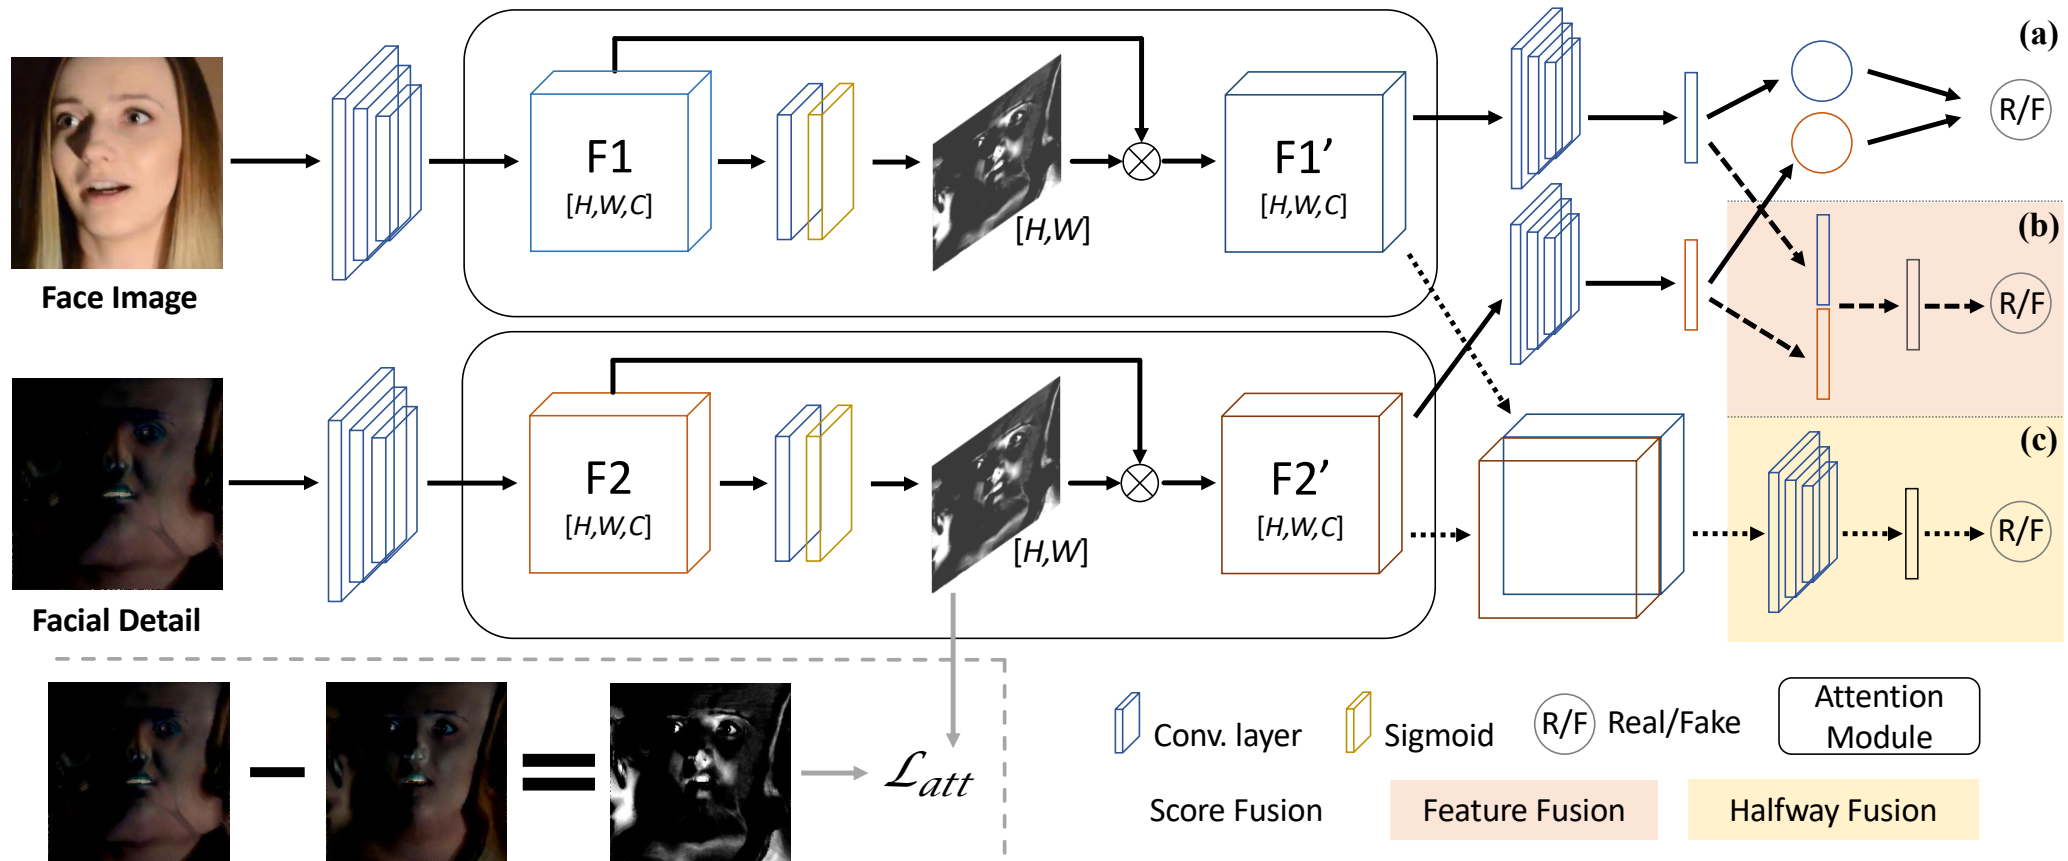 (a)
F1
[H,W,C]
[H,W]
F1’
[H,W,C]
R/F
Face Image
(b)
R/F
F2
[H,W,C]
[H,W]
F2’
[H,W,C]
(c)
R/F
Facial Detail
ℒatt
Conv. layer
Sigmoid
R/F
Real/Fake
Attention
Module
Score Fusion
Feature Fusion
Halfway Fusion